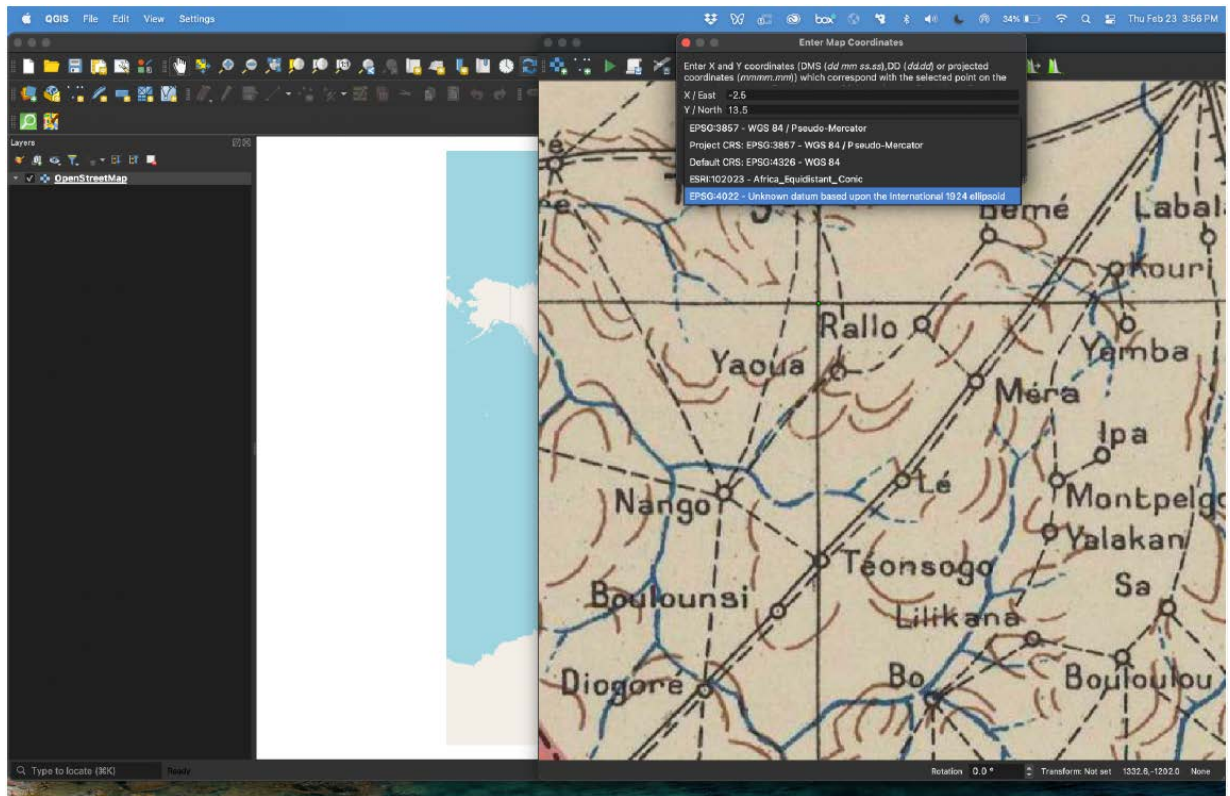 QGIS File Edit View Settings
box 34% Thu Feb 23 3:56 PM
Enter Map Coordinates
Enter X and Y coordinates (DMS (dd mm ss.ss),DD (dd.dd) or projected
coordinates (mmmm.mm)) which correspond with the selected point on the
X / East -2.5
Y / North 13.5
EPSG:3857 - WGS 84 / Pseudo-Mercator
Project CRS: EPSG:3857 - WGS 84 / Pseudo-Mercator
Default CRS: EPSG:4326 - WGS 84
ESRI:102023 - Africa_Equidistant_Conic
EPSG:4022 - Unknown datum based upon the International 1924 ellipsoid
Layers
OpenStreetMap
Bemé
Kouri
Rallo
Yamba
Yaoua
Méra
Ipa
Lé
Nango
Montpelg
Yalakan
Téonsogo
Sa
Boulounsi
Lilikana
Diogoré
Bo
Bouloulou
Type to locate (⌘K)
Ready
Rotation 0.0 ° Transform: Not set 1332.6,-1202.0 None